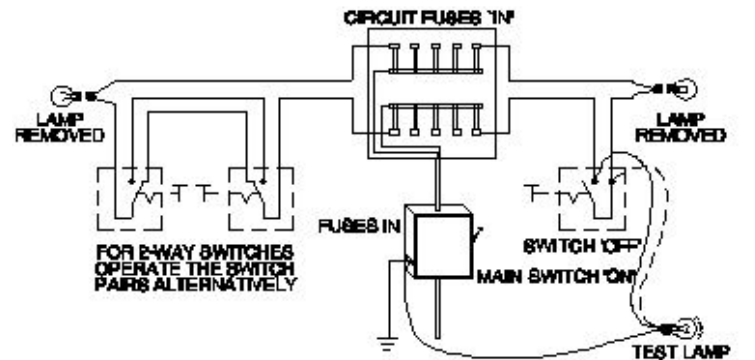 CIRCUIT FUSES 'IN'
LAMP
REMOVED
LAMP
REMOVED
FUSES IN
SWITCH 'OFF'
FOR 2-WAY SWITCHES
OPERATE THE SWITCH
PAIRS ALTERNATIVELY
MAIN SWITCH 'ON'
TEST LAMP